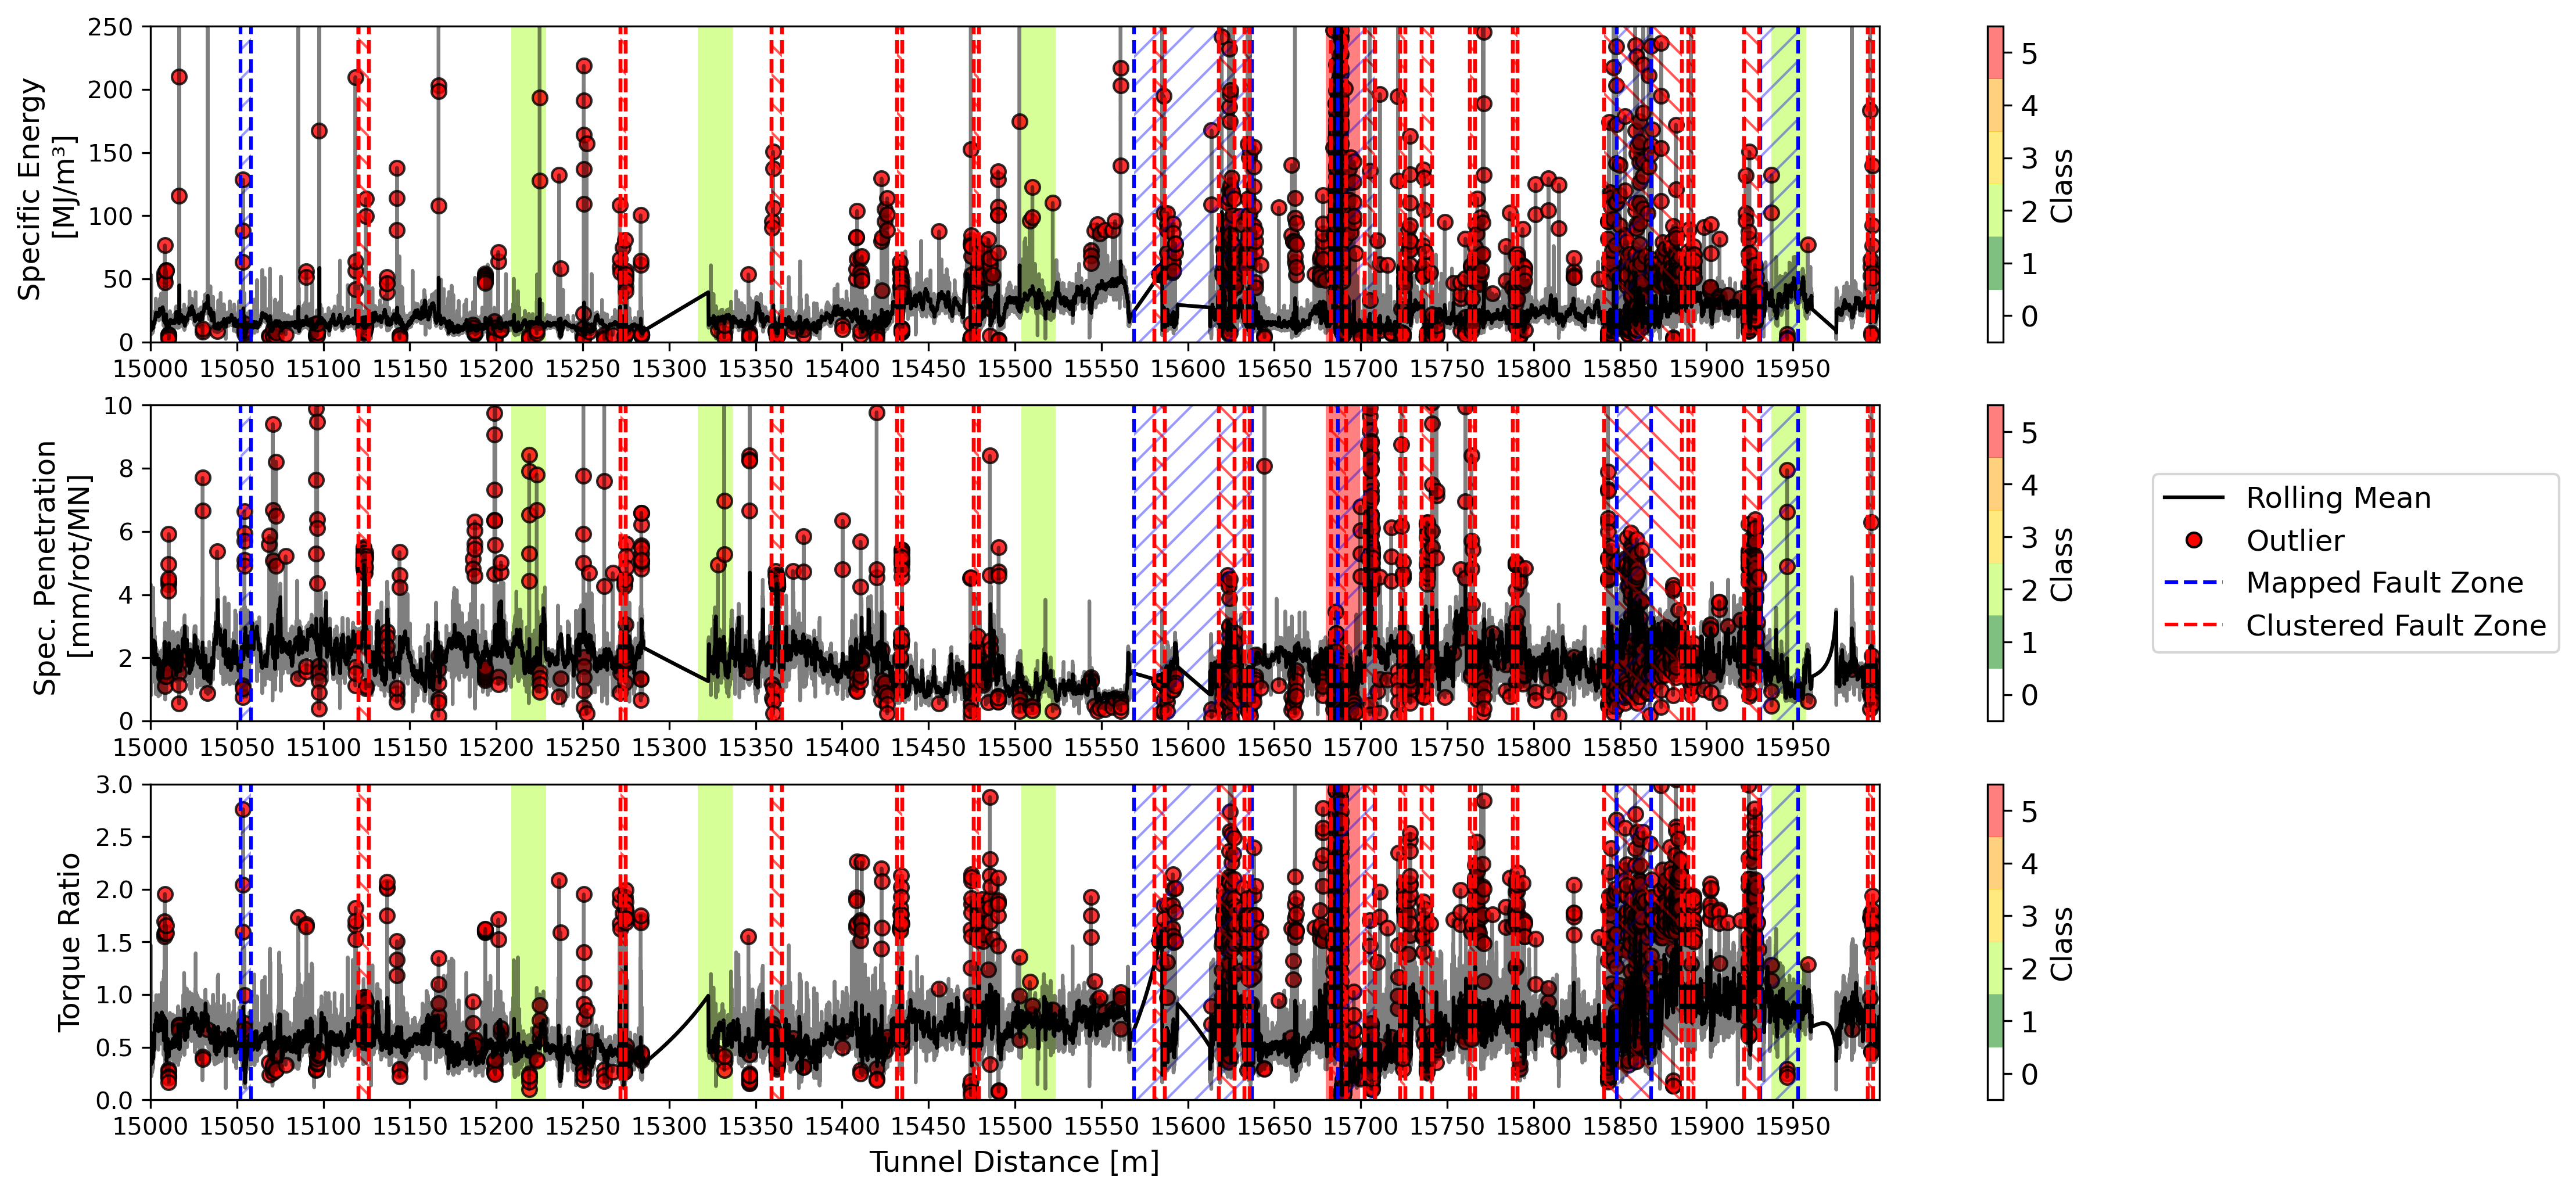 Specific Energy
[MJ/m³]
250
200
150
100
50
0
15000 15050 15100 15150 15200 15250 15300 15350 15400 15450 15500 15550 15600 15650 15700 15750 15800 15850 15900 15950
5
4
3
2
1
0
Class
Spec. Penetration
[mm/rot/MN]
10
8
6
4
2
0
15000 15050 15100 15150 15200 15250 15300 15350 15400 15450 15500 15550 15600 15650 15700 15750 15800 15850 15900 15950
5
4
3
2
1
0
Class
Rolling Mean
Outlier
Mapped Fault Zone
Clustered Fault Zone
Torque Ratio
3.0
2.5
2.0
1.5
1.0
0.5
0.0
15000 15050 15100 15150 15200 15250 15300 15350 15400 15450 15500 15550 15600 15650 15700 15750 15800 15850 15900 15950
Tunnel Distance [m]
5
4
3
2
1
0
Class